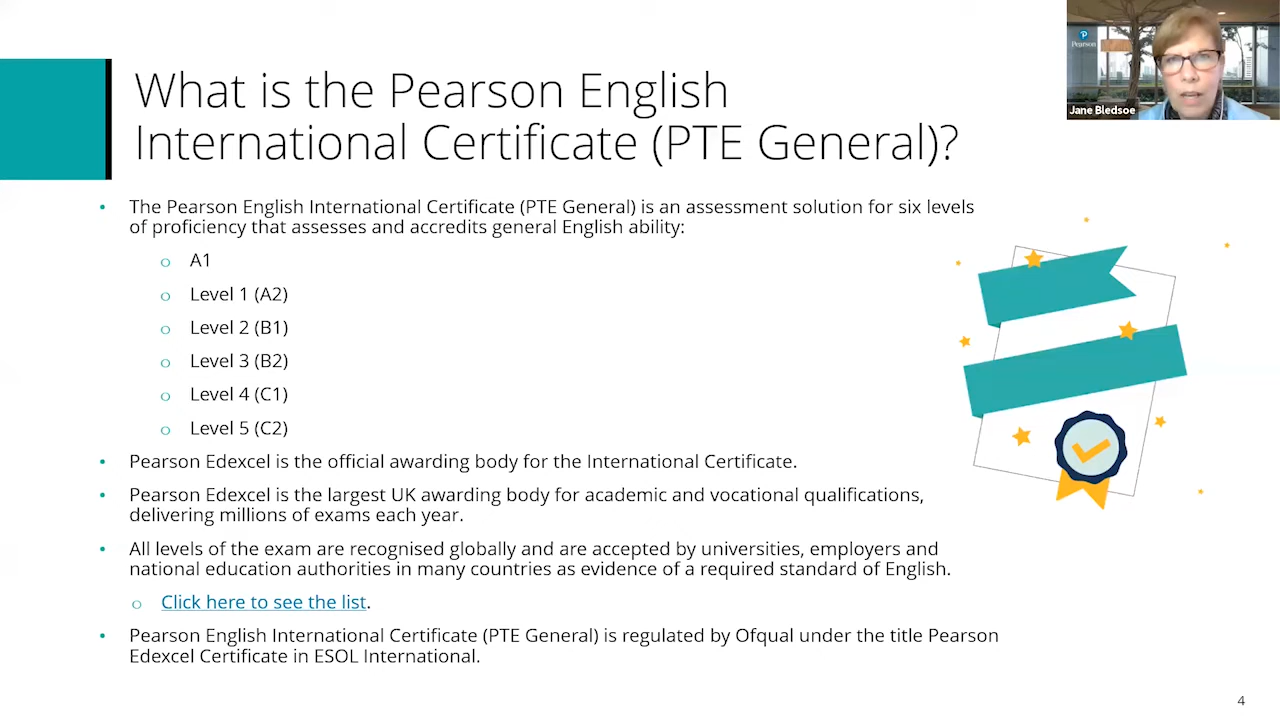 What is the Pearson English
International Certificate (PTE General)?
Pearson
Jane Bledsoe
• The Pearson English International Certificate (PTE General) is an assessment solution for six levels
of proficiency that assesses and accredits general English ability:
o A1
o Level 1 (A2)
o Level 2 (B1)
o Level 3 (B2)
o Level 4 (C1)
o Level 5 (C2)
• Pearson Edexcel is the official awarding body for the International Certificate.
• Pearson Edexcel is the largest UK awarding body for academic and vocational qualifications,
delivering millions of exams each year.
• All levels of the exam are recognised globally and are accepted by universities, employers and
national education authorities in many countries as evidence of a required standard of English.
o Click here to see the list.
• Pearson English International Certificate (PTE General) is regulated by Ofqual under the title Pearson
Edexcel Certificate in ESOL International.
4